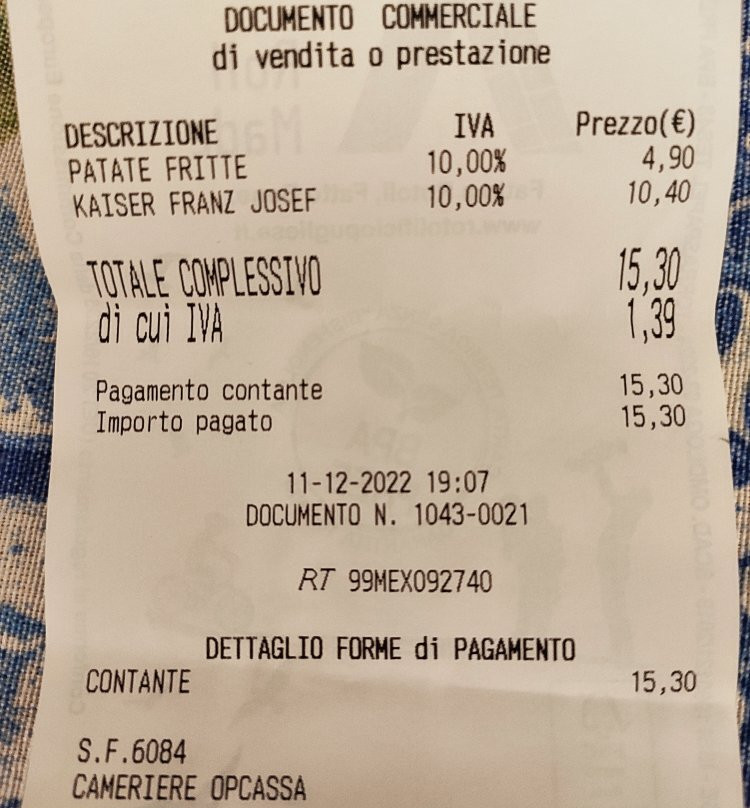 DOCUMENTO COMMERCIALE
di vendita o prestazione
DESCRIZIONE IVA Prezzo(€)
PATATE FRITTE 10,00% 4,90
KAISER FRANZ JOSEF 10,00% 10,40
TOTALE COMPLESSIVO 15,30
di cui IVA 1,39
Pagamento contante 15,30
Importo pagato 15,30
11-12-2022 19:07
DOCUMENTO N. 1043-0021
RT 99MEX092740
DETTAGLIO FORME di PAGAMENTO
CONTANTE 15,30
S.F.6084
CAMERIERE OPCASSA